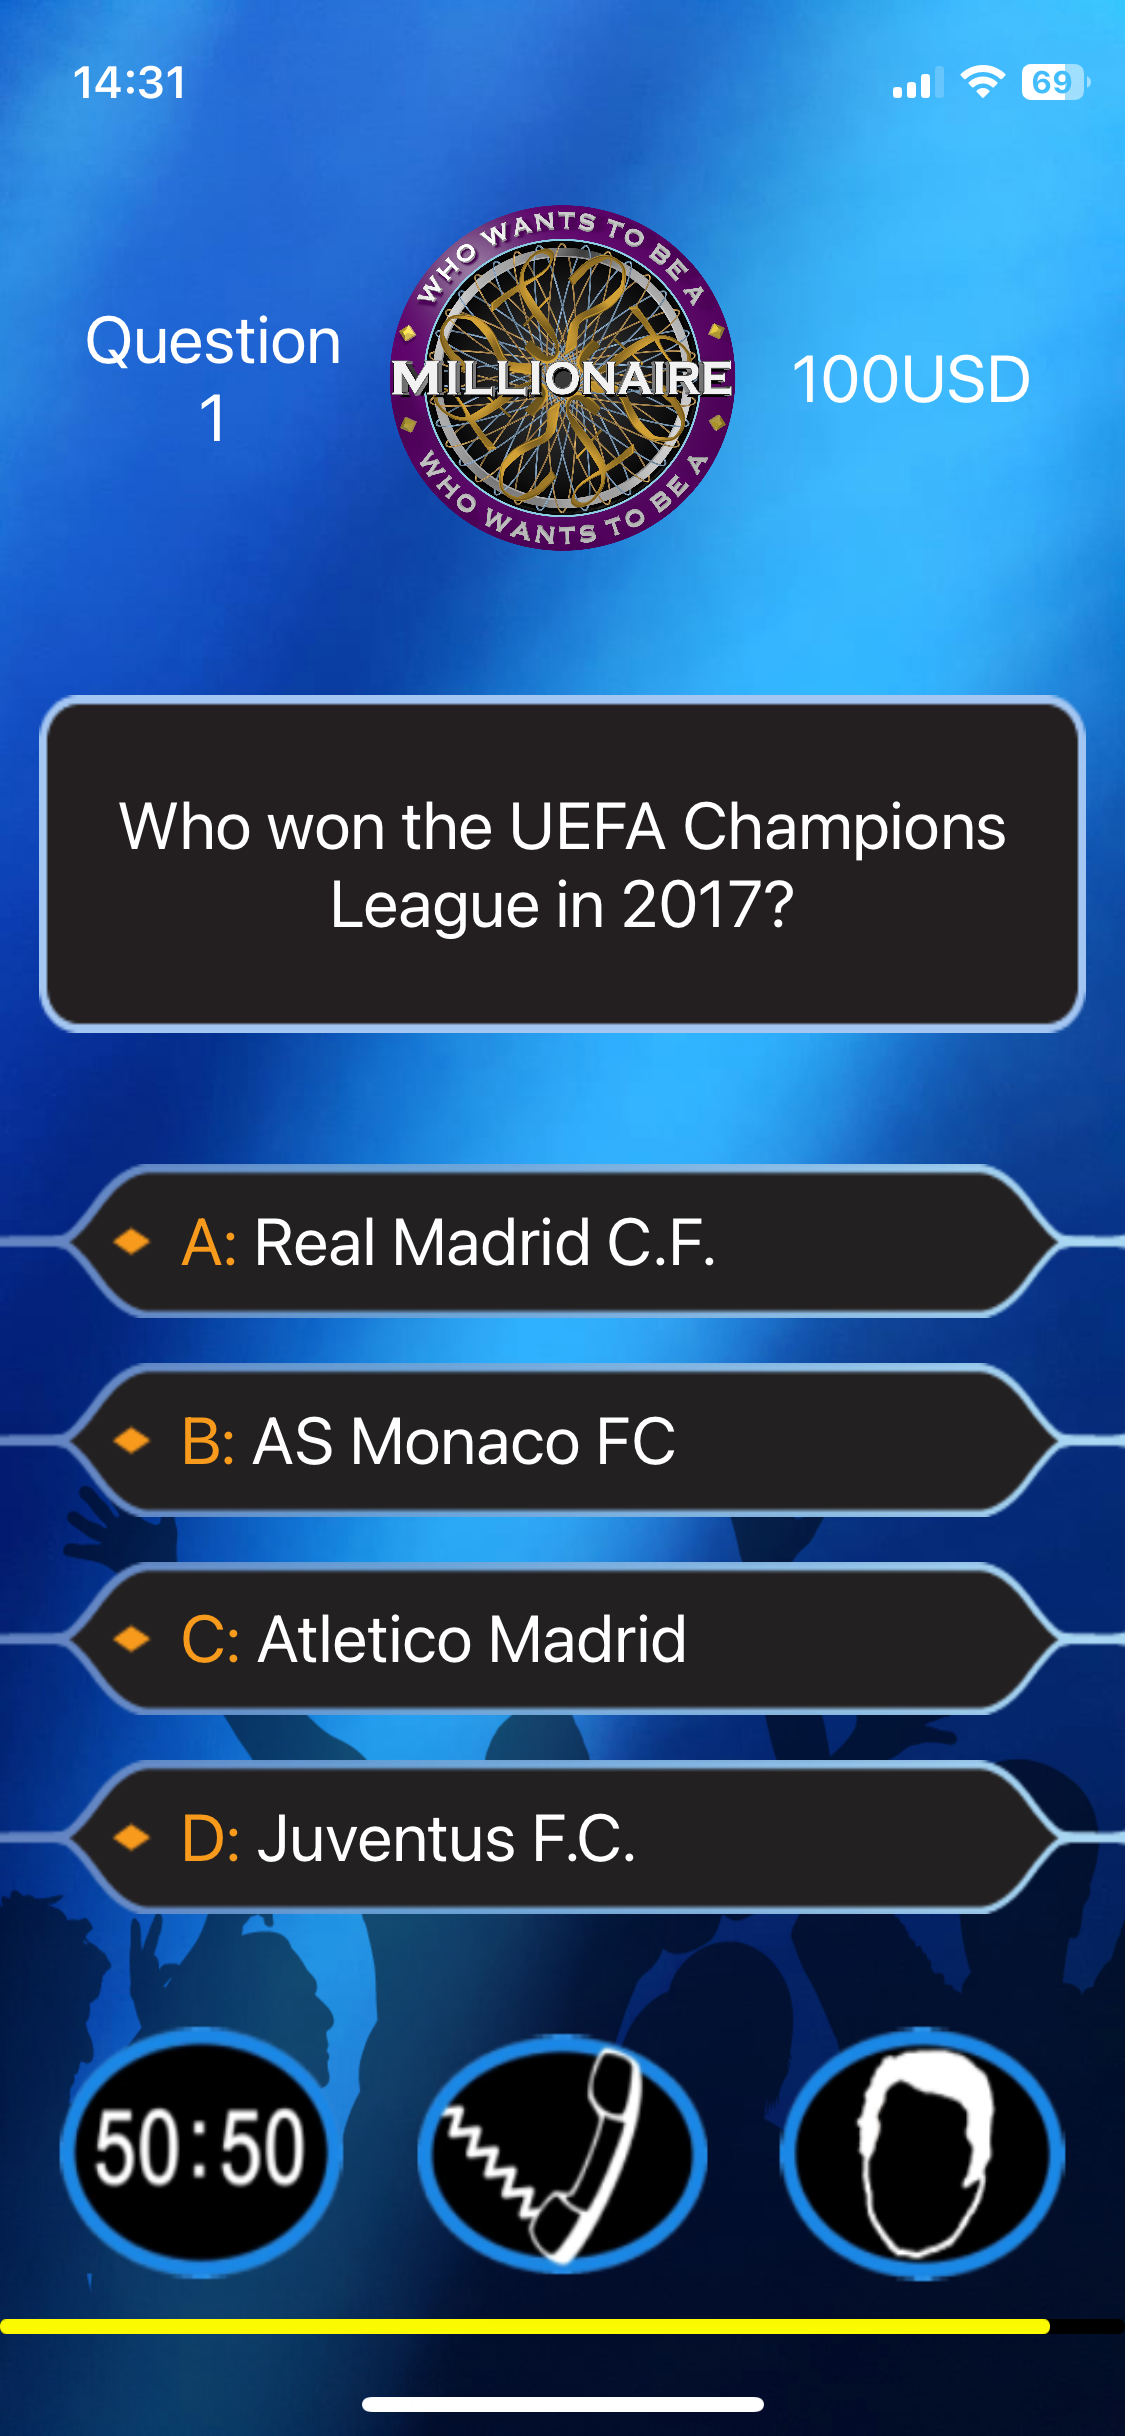 14:31
69
WHO WANTS TO BE A
MILLIONAIRE
WHO WANTS TO BE A
Question
1
100USD
Who won the UEFA Champions
League in 2017?
A: Real Madrid C.F.
B: AS Monaco FC
C: Atletico Madrid
D: Juventus F.C.
50:50